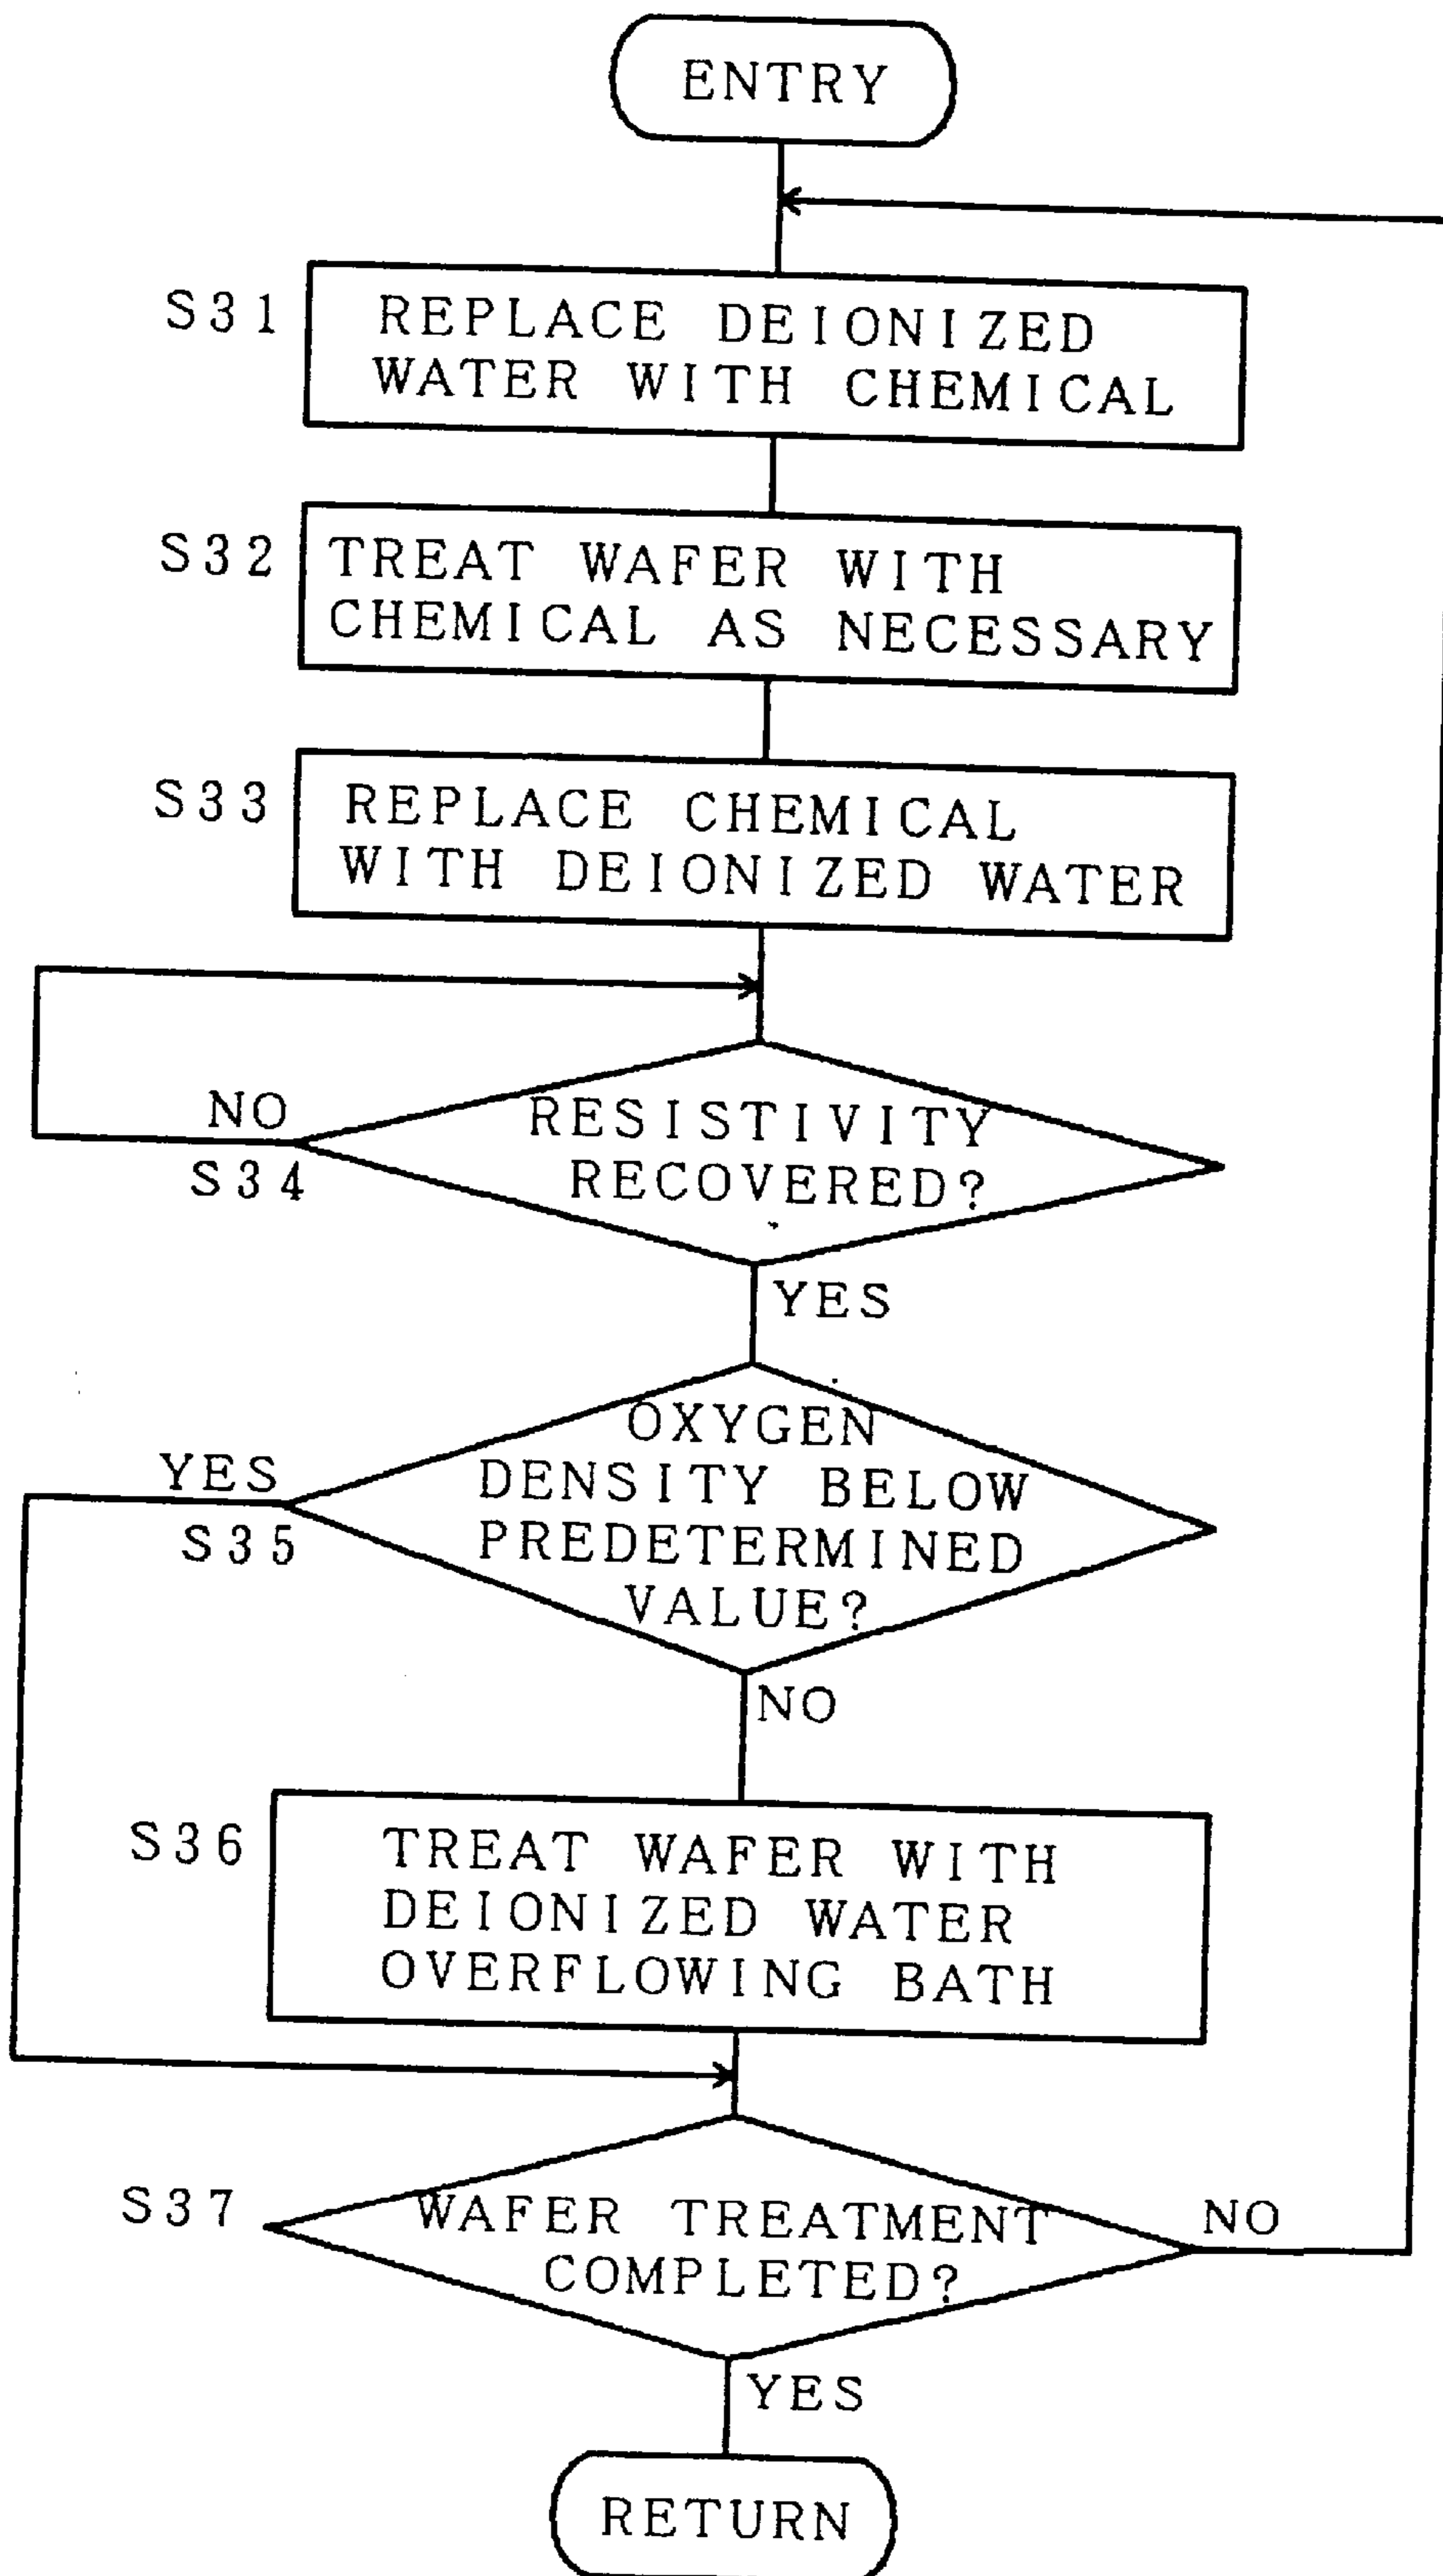 ENTRY
S31
REPLACE DEIONIZED
WATER WITH CHEMICAL
S32
TREAT WAFER WITH
CHEMICAL AS NECESSARY
S33
REPLACE CHEMICAL
WITH DEIONIZED WATER
NO
S34
RESISTIVITY
RECOVERED?
YES
YES
S35
OXYGEN
DENSITY BELOW
PREDETERMINED
VALUE?
NO
S36
TREAT WAFER WITH
DEIONIZED WATER
OVERFLOWING BATH
S37
WAFER TREATMENT
COMPLETED?
NO
YES
RETURN